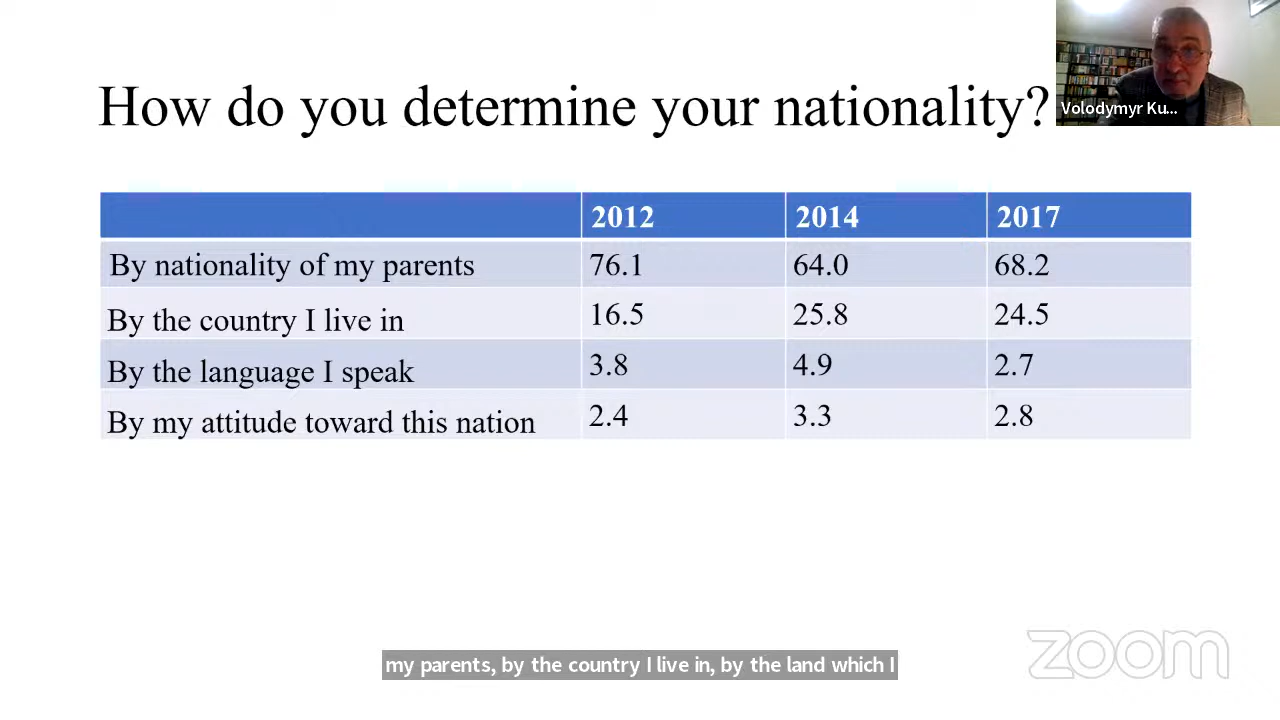 How do you determine your nationality?
Volodymyr Ku...
2012 2014 2017
By nationality of my parents 76.1 64.0 68.2
By the country I live in 16.5 25.8 24.5
By the language I speak 3.8 4.9 2.7
By my attitude toward this nation 2.4 3.3 2.8
my parents, by the country I live in, by the land which I
zoom